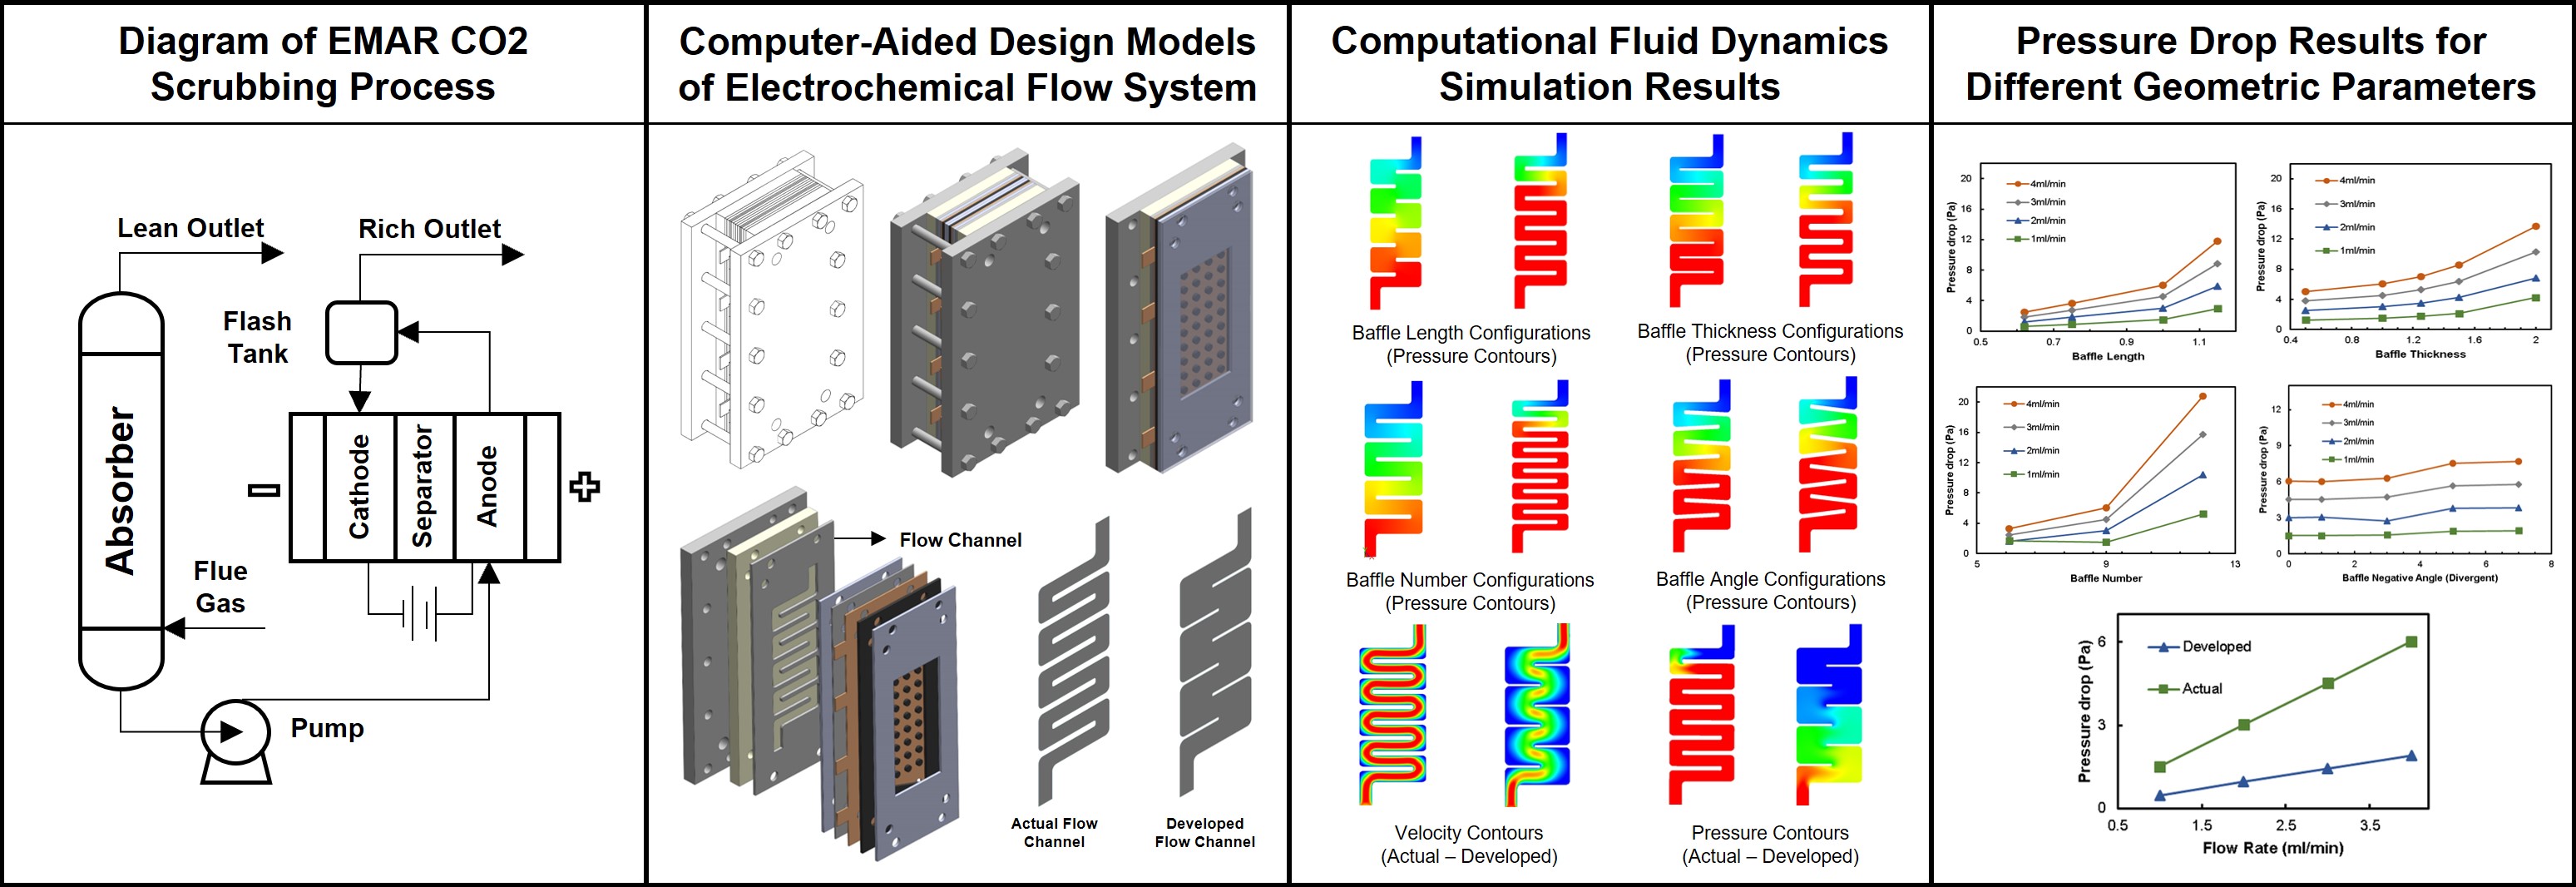 Diagram of EMAR CO2
Scrubbing Process
Lean Outlet
Rich Outlet
Flash
Tank
Absorber
Cathode
Separator
Anode
Flue
Gas
Pump
Computer-Aided Design Models
of Electrochemical Flow System
Flow Channel
Actual Flow
Channel
Developed
Flow Channel
Computational Fluid Dynamics
Simulation Results
Baffle Length Configurations
(Pressure Contours)
Baffle Thickness Configurations
(Pressure Contours)
Baffle Number Configurations
(Pressure Contours)
Baffle Angle Configurations
(Pressure Contours)
Velocity Contours
(Actual – Developed)
Pressure Contours
(Actual – Developed)
Pressure Drop Results for
Different Geometric Parameters
Pressure drop (Pa)
20
16
12
8
4
0
4ml/min
3ml/min
2ml/min
1ml/min
0.5 0.7 0.9 1.1
Baffle Length
Pressure drop (Pa)
20
16
12
8
4
0
4ml/min
3ml/min
2ml/min
1ml/min
0.4 0.8 1.2 1.6 2
Baffle Thickness
Pressure drop (Pa)
20
16
12
8
4
0
4ml/min
3ml/min
2ml/min
1ml/min
5 9 13
Baffle Number
Pressure drop (Pa)
12
9
6
3
0
4ml/min
3ml/min
2ml/min
1ml/min
0 2 4 6 8
Baffle Negative Angle (Divergent)
Pressure drop (Pa)
6
3
0
Developed
Actual
0.5 1.5 2.5 3.5
Flow Rate (ml/min)